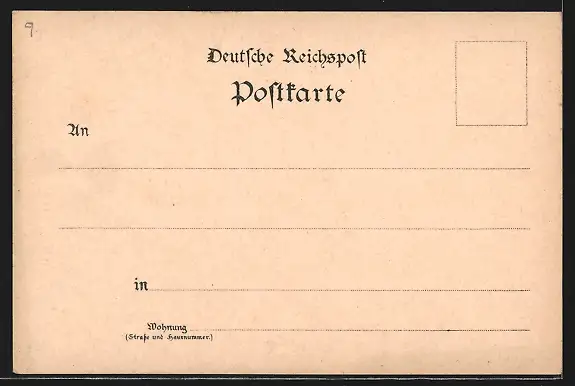 9
Deutſche Reichspoſt
Poſtkarte
An
in
Wohnung
(Straße und Hausnummer.)